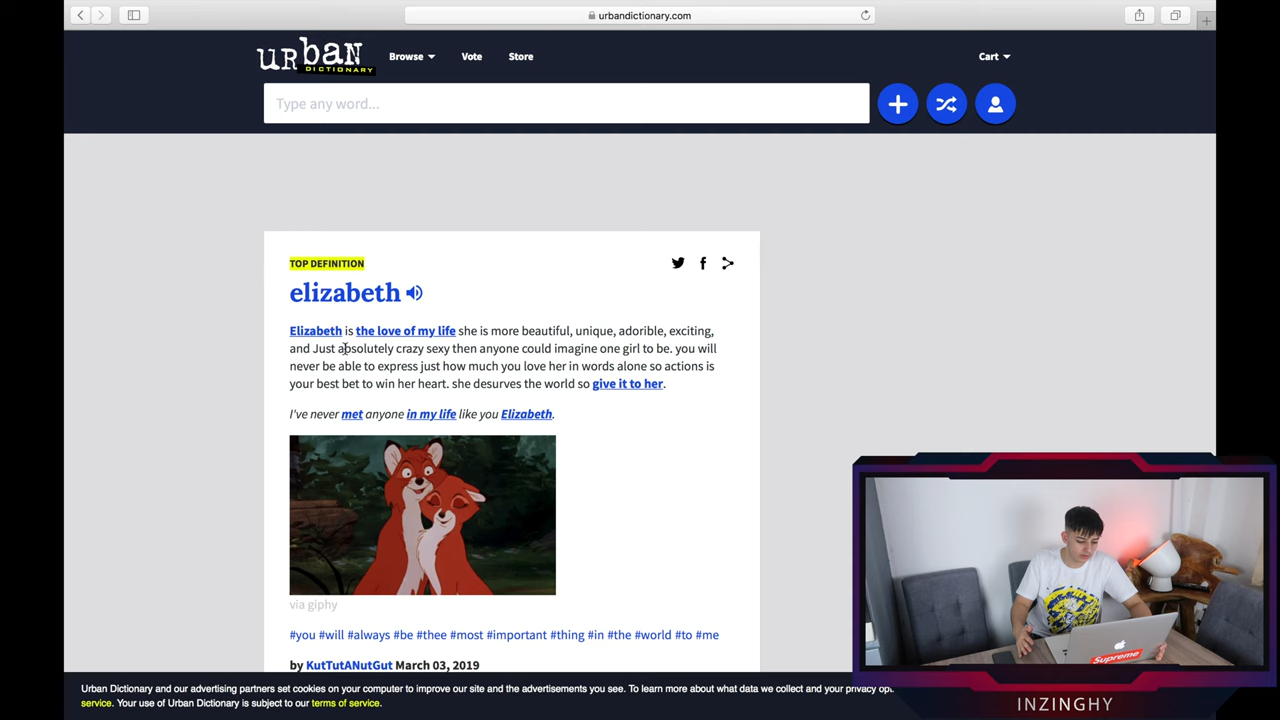 urbandictionary.com
urban
DICTIONARY
Browse
Vote
Store
Cart
Type any word...
TOP DEFINITION
elizabeth
Elizabeth is the love of my life she is more beautiful, unique, adorible, exciting,
and Just absolutely crazy sexy then anyone could imagine one girl to be. you will
never be able to express just how much you love her in words alone so actions is
your best bet to win her heart. she desurves the world so give it to her.
I've never met anyone in my life like you Elizabeth.
via giphy
#you #will #always #be #thee #most #important #thing #in #the #world #to #me
by KutTutANutGut March 03, 2019
Urban Dictionary and our advertising partners set cookies on your computer to improve our site and the advertisements you see. To learn more about what data we collect and your privacy opt
service. Your use of Urban Dictionary is subject to our terms of service.
Supreme
INZINGHY